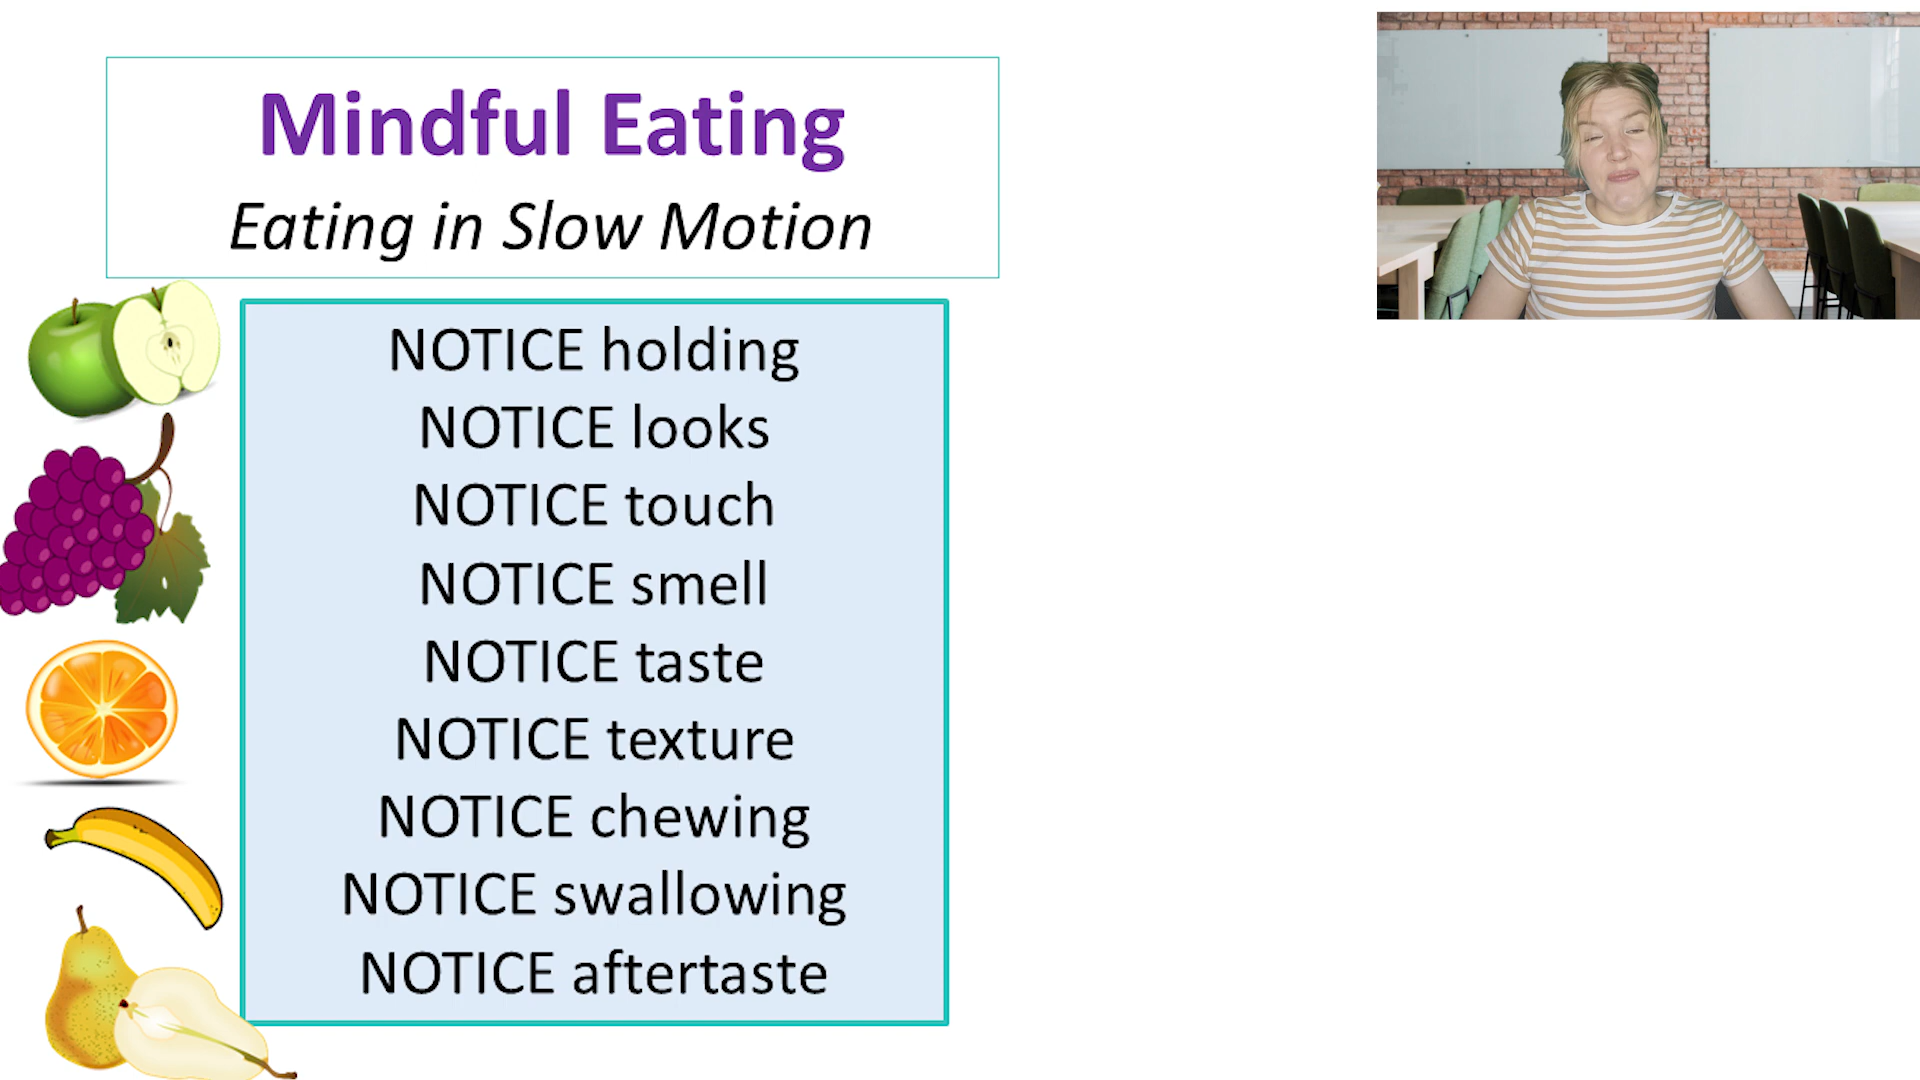 Mindful Eating
Eating in Slow Motion
NOTICE holding
NOTICE looks
NOTICE touch
NOTICE smell
NOTICE taste
NOTICE texture
NOTICE chewing
NOTICE swallowing
NOTICE aftertaste